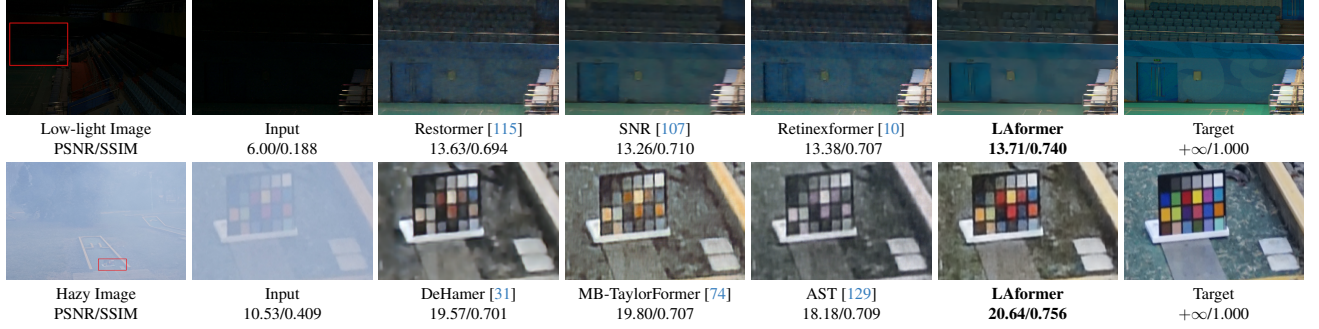 Low-light Image Input Restormer [115] SNR [107] Retinexformer [10] LAformer Target
PSNR/SSIM 6.00/0.188 13.63/0.694 13.26/0.710 13.38/0.707 13.71/0.740 +∞/1.000
Hazy Image Input DeHamer [31] MB-TaylorFormer [74] AST [129] LAformer Target
PSNR/SSIM 10.53/0.409 19.57/0.701 19.80/0.707 18.18/0.709 20.64/0.756 +∞/1.000